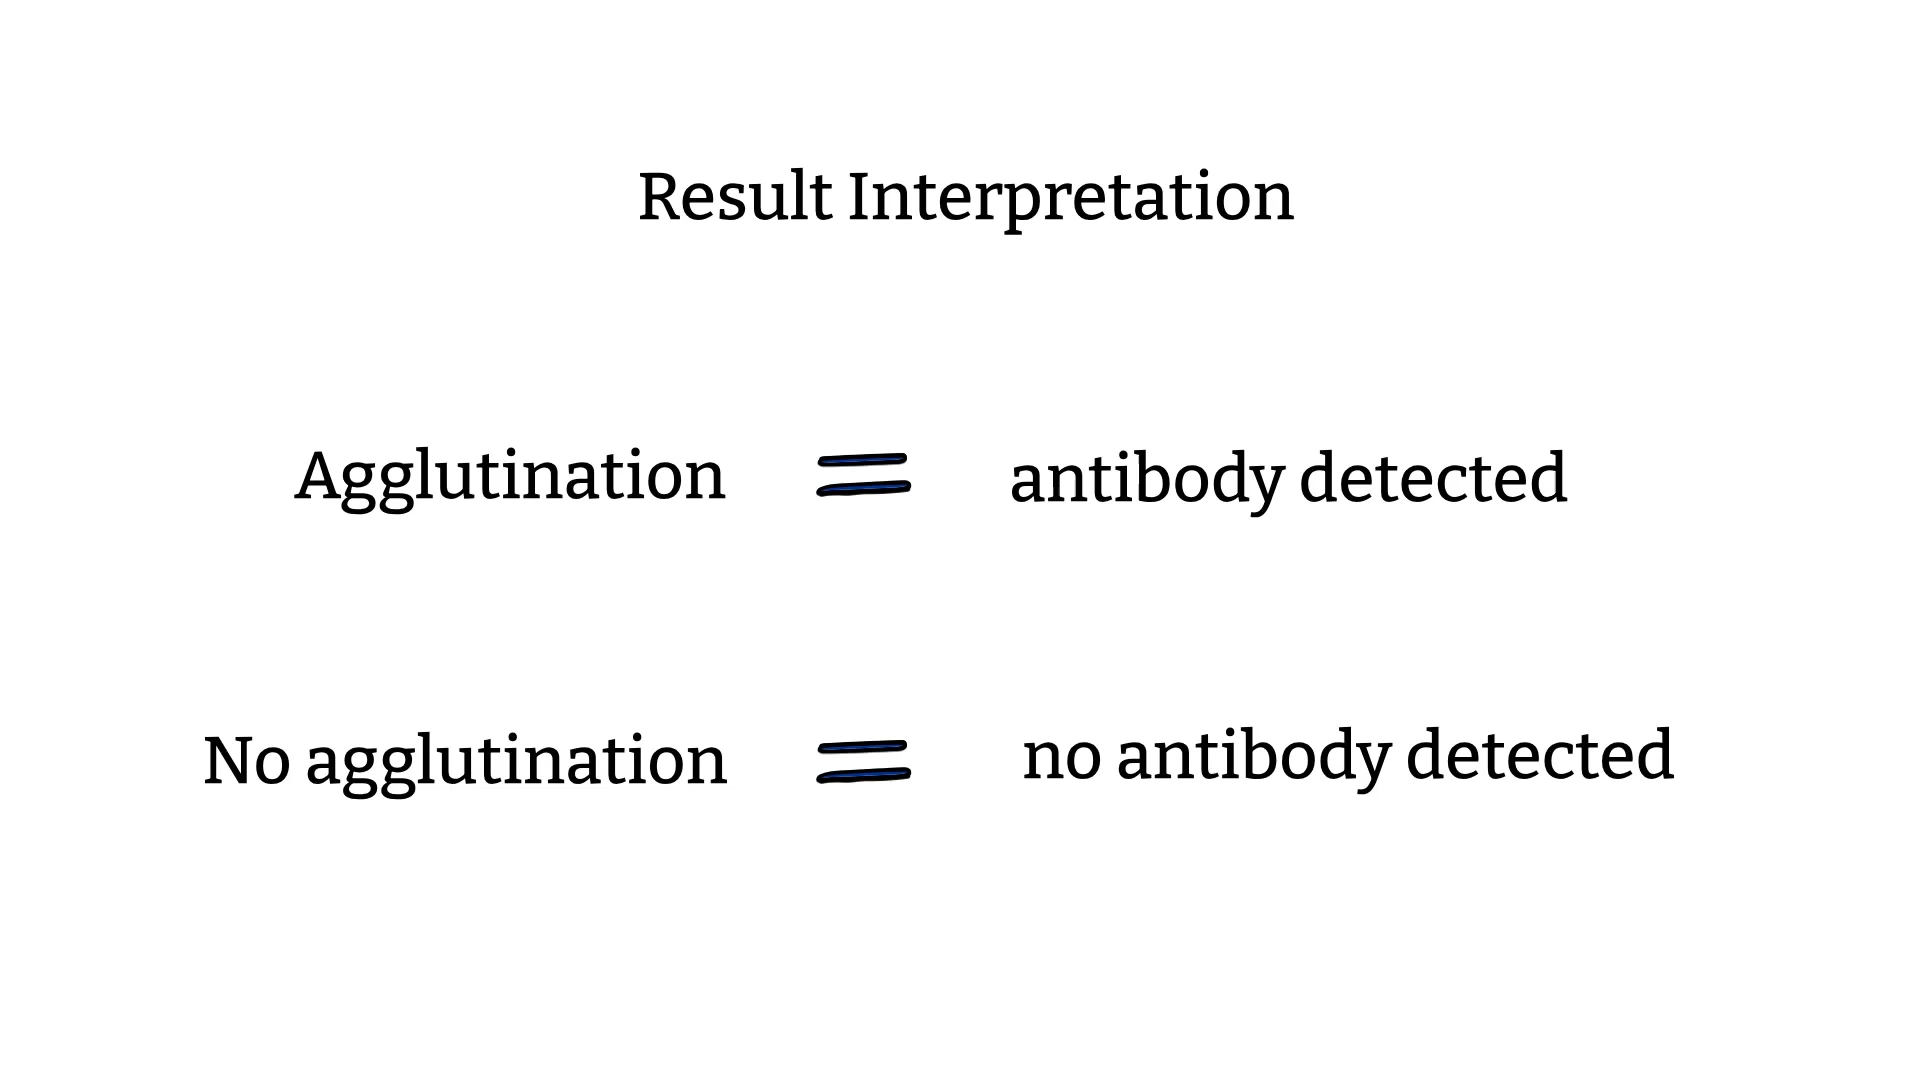 Result Interpretation
Agglutination = antibody detected
No agglutination = no antibody detected